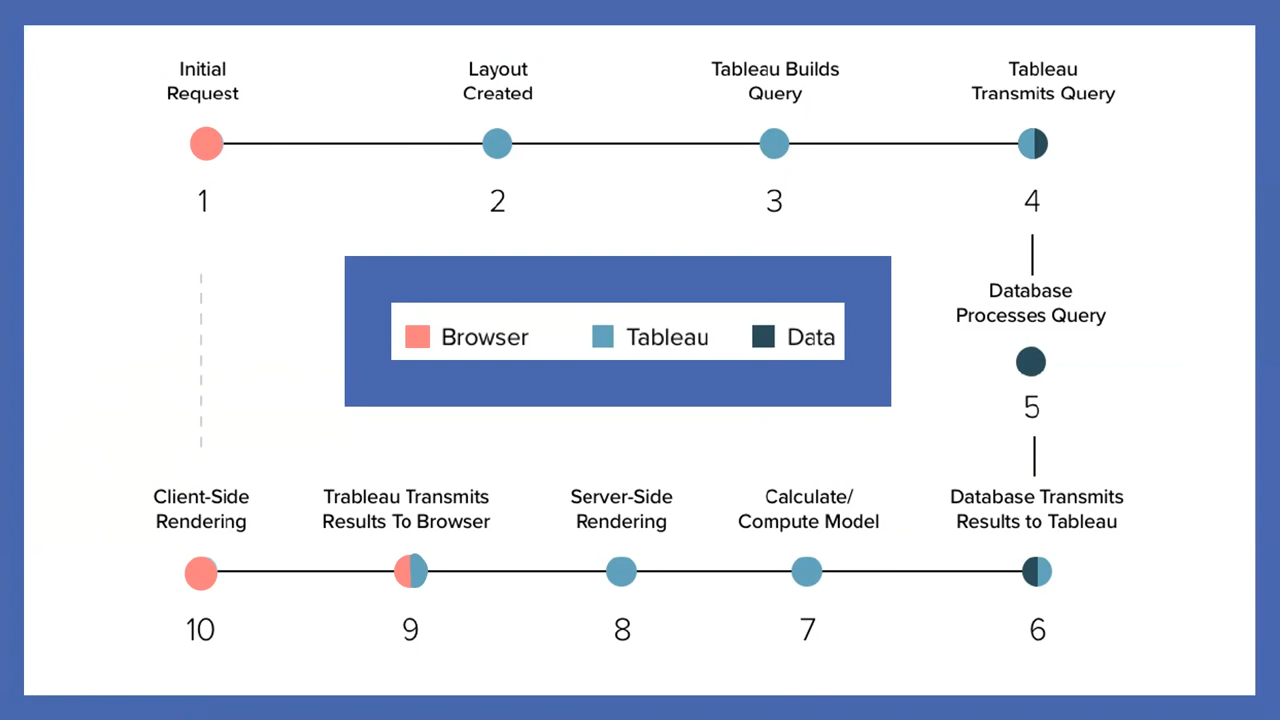 Initial
Request
Layout
Created
Tableau Builds
Query
Tableau
Transmits Query
1
2
3
4
Database
Processes Query
Browser
Tableau
Data
5
Client-Side
Rendering
Trableau Transmits
Results To Browser
Server-Side
Rendering
Calculate/
Compute Model
Database Transmits
Results to Tableau
10
9
8
7
6